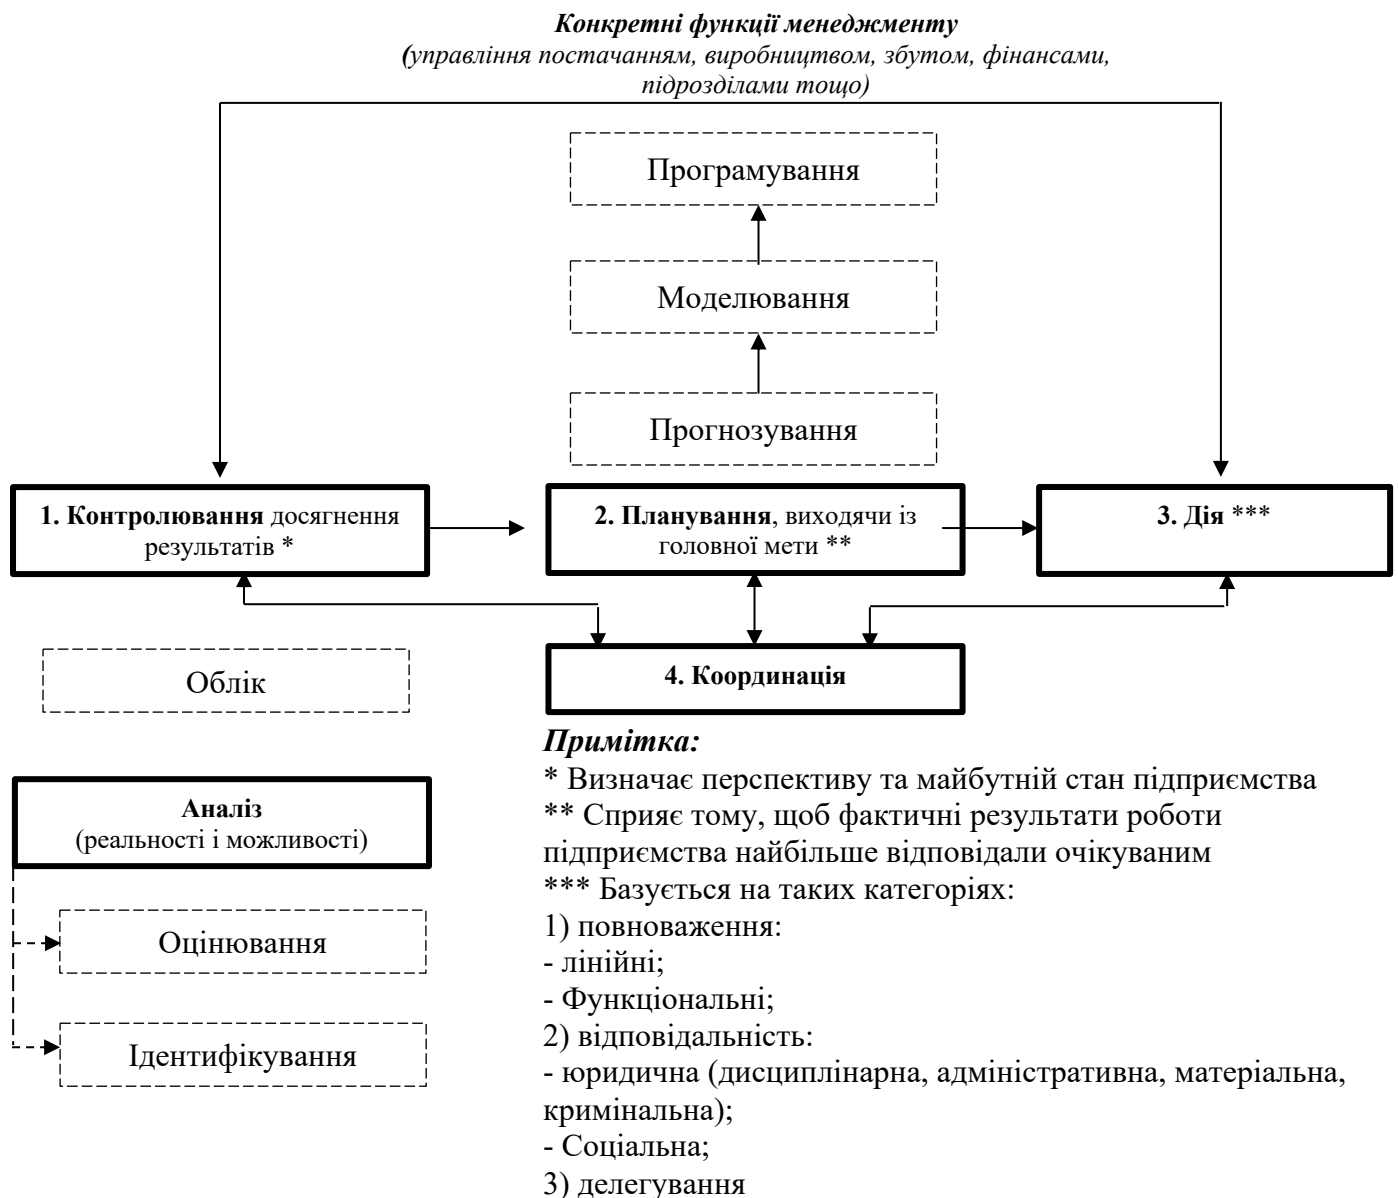 Конкретні функції менеджменту
(управління постачанням, виробництвом, збутом, фінансами,
підрозділами тощо)
Програмування
Моделювання
Прогнозування
1. Контролювання досягнення
результатів *
2. Планування, виходячи із
головної мети **
3. Дія ***
4. Координація
Облік
Аналіз
(реальності і можливості)
Оцінювання
Ідентифікування
Примітка:
* Визначає перспективу та майбутній стан підприємства
** Сприяє тому, щоб фактичні результати роботи
підприємства найбільше відповідали очікуваним
*** Базується на таких категоріях:
1) повноваження:
- лінійні;
- Функціональні;
2) відповідальність:
- юридична (дисциплінарна, адміністративна, матеріальна,
кримінальна);
- Соціальна;
3) делегування